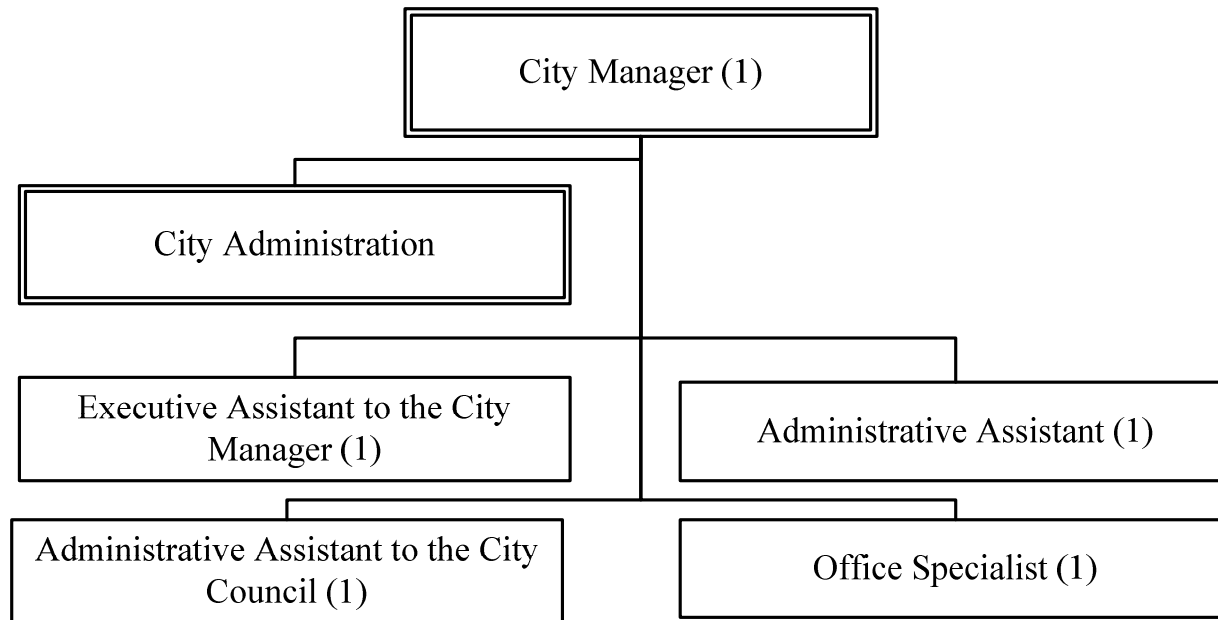 City Manager (1)
City Administration
Executive Assistant to the City
Manager (1)
Administrative Assistant (1)
Administrative Assistant to the City
Council (1)
Office Specialist (1)